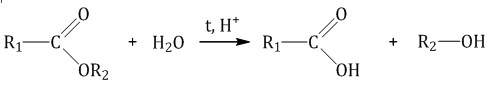 R₁—C(=O)—OR₂ + H₂O —t, H⁺→ R₁—C(=O)—OH + R₂—OH